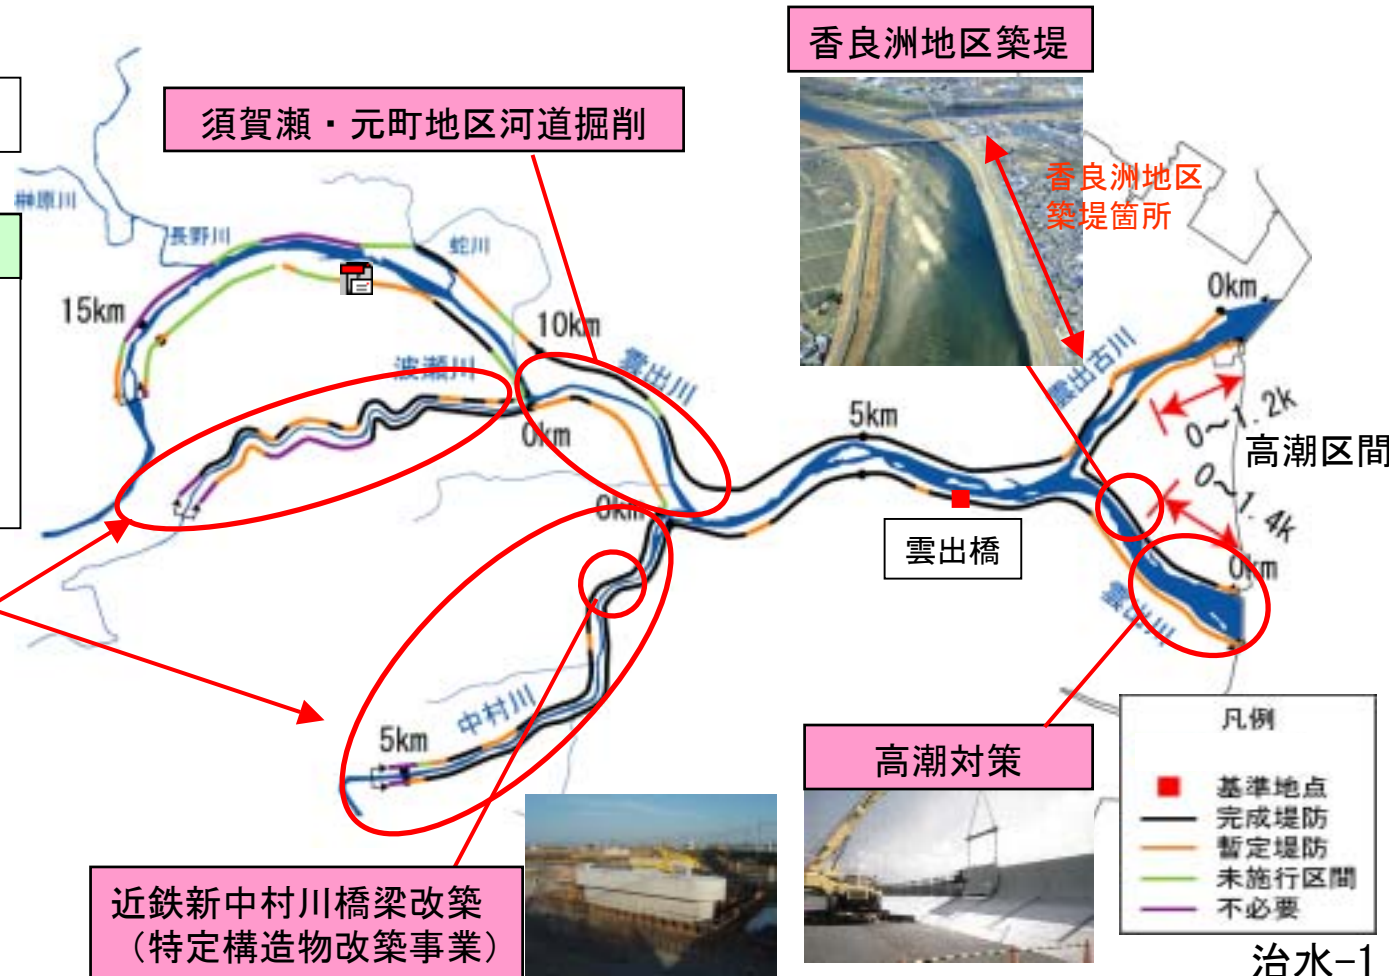 香良洲地区築堤
須賀瀬・元町地区河道掘削
香良洲地区
築堤箇所
榊原川
長野川
蛇川
15km
10km
0km
波瀬川
雲出川
雲出古川
5km
0km
0~1.2k
高潮区間
0~1.4k
0km
0km
雲出橋
雲出川
中村川
5km
高潮対策
凡例
基準地点
完成堤防
暫定堤防
未施行区間
不必要
近鉄新中村川橋梁改築
(特定構造物改築事業)
治水-1